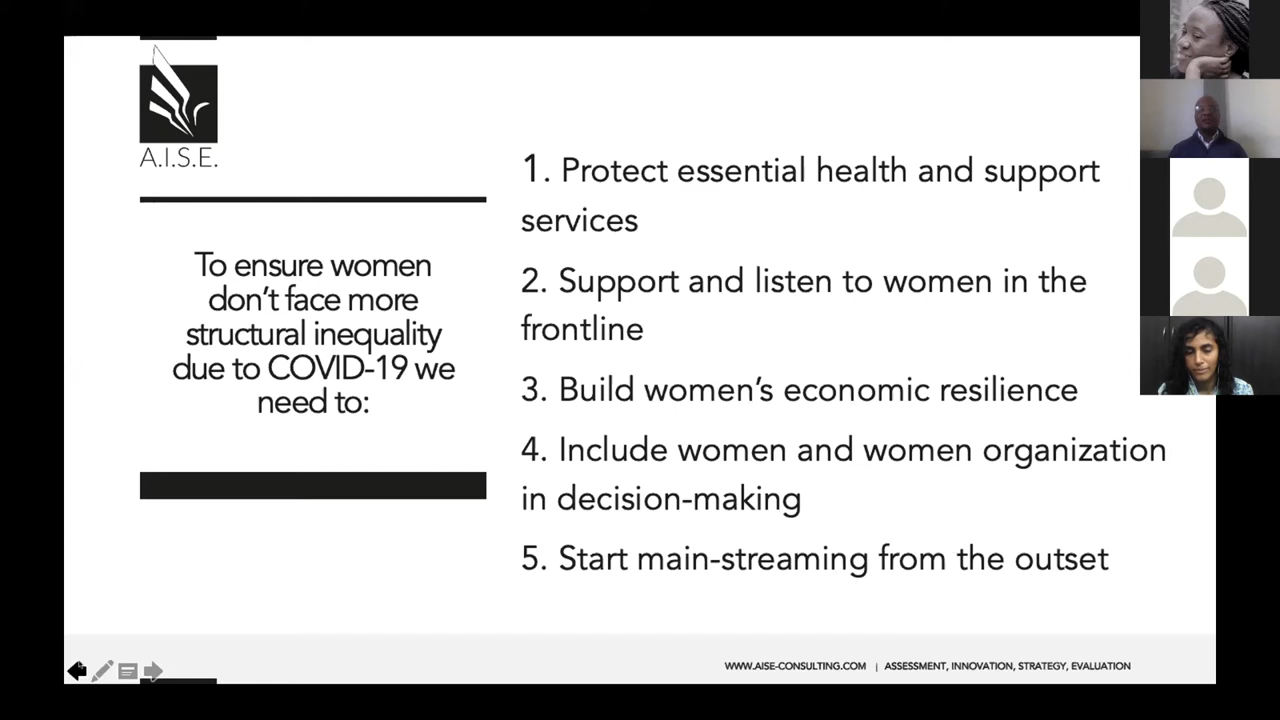 A.I.S.E.
To ensure women
don't face more
structural inequality
due to COVID-19 we
need to:
1. Protect essential health and support
services
2. Support and listen to women in the
frontline
3. Build women's economic resilience
4. Include women and women organization
in decision-making
5. Start main-streaming from the outset
WWW.AISE-CONSULTING.COM | ASSESSMENT, INNOVATION, STRATEGY, EVALUATION